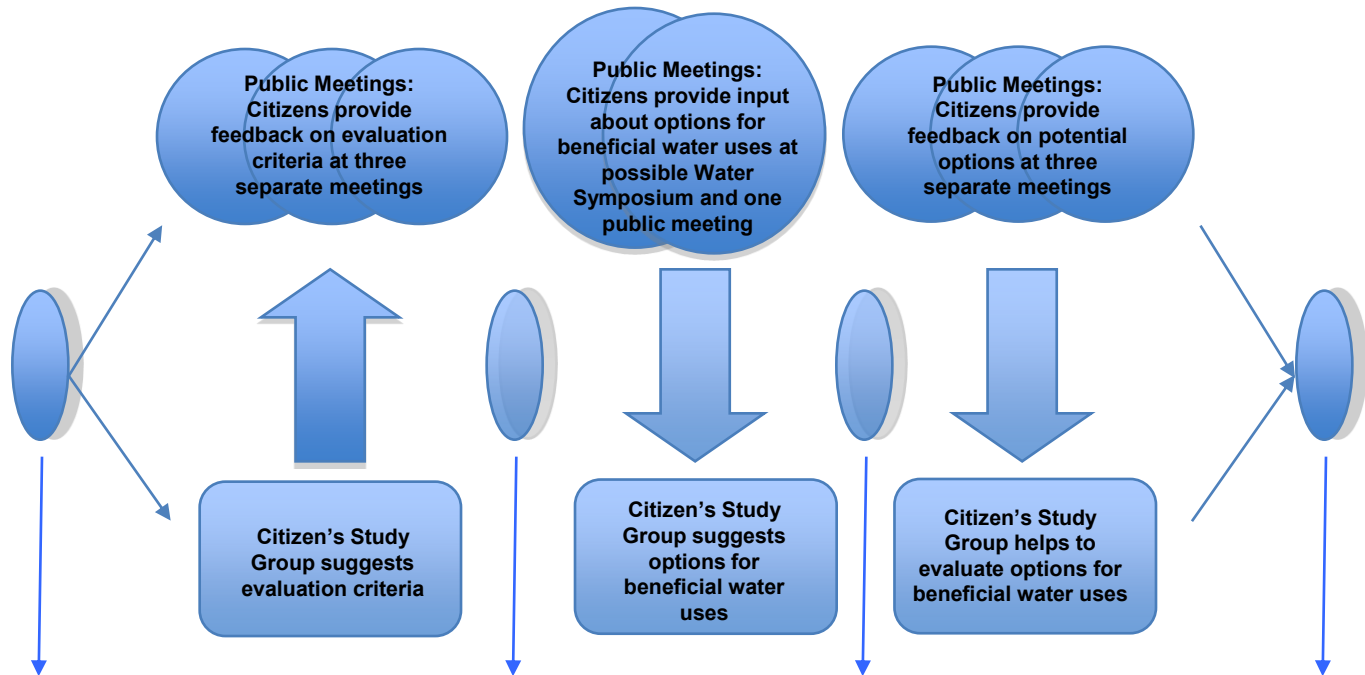 Public Meetings:
Citizens provide
feedback on evaluation
criteria at three
separate meetings
Public Meetings:
Citizens provide input
about options for
beneficial water uses at
possible Water
Symposium and one
public meeting
Public Meetings:
Citizens provide
feedback on potential
options at three
separate meetings
Citizen’s Study
Group suggests
evaluation criteria
Citizen’s Study
Group suggests
options for
beneficial water
uses
Citizen’s Study
Group helps to
evaluate options for
beneficial water uses